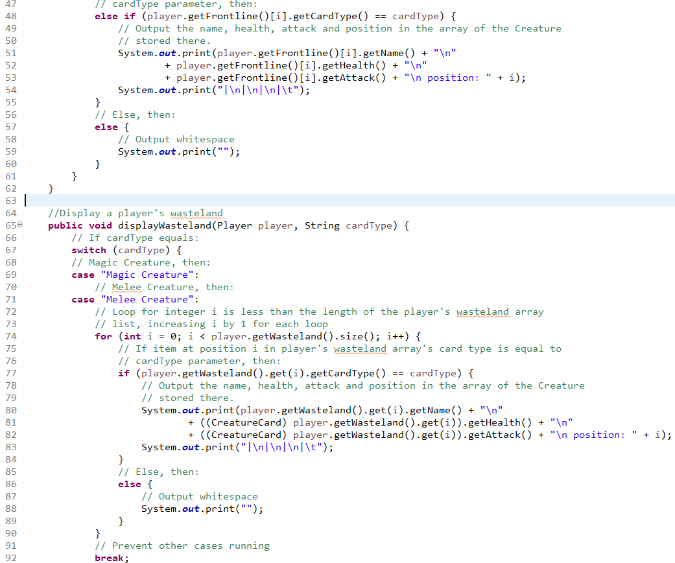 47 // cardType parameter, then:
48 else if (player.getFrontline()[i].getCardType() == cardType) {
49 // Output the name, health, attack and position in the array of the Creature
50 // stored there.
51 System.out.print(player.getFrontline()[i].getName() + "\n"
52 + player.getFrontline()[i].getHealth() + "\n"
53 + player.getFrontline()[i].getAttack() + "\n position: " + i);
54 System.out.print("|\n|\n|\n|\t");
55 }
56 // Else, then:
57 else {
58 // Output whitespace
59 System.out.print("");
60 }
61 }
62 }
63
64 //Display a player's wasteland
65 public void displayWasteland(Player player, String cardType) {
66 // If cardType equals:
67 switch (cardType) {
68 // Magic Creature, then:
69 case "Magic Creature":
70 // Melee Creature, then:
71 case "Melee Creature":
72 // Loop for integer i is less than the length of the player's wasteland array
73 // list, increasing i by 1 for each loop
74 for (int i = 0; i < player.getWasteland().size(); i++) {
75 // If item at position i in player's wasteland array's card type is equal to
76 // cardType parameter, then:
77 if (player.getWasteland().get(i).getCardType() == cardType) {
78 // Output the name, health, attack and position in the array of the Creature
79 // stored there.
80 System.out.print(player.getWasteland().get(i).getName() + "\n"
81 + ((CreatureCard) player.getWasteland().get(i)).getHealth() + "\n"
82 + ((CreatureCard) player.getWasteland().get(i)).getAttack() + "\n position: " + i);
83 System.out.print("|\n|\n|\n|\t");
84 }
85 // Else, then:
86 else {
87 // Output whitespace
88 System.out.print("");
89 }
90 }
91 // Prevent other cases running
92 break;